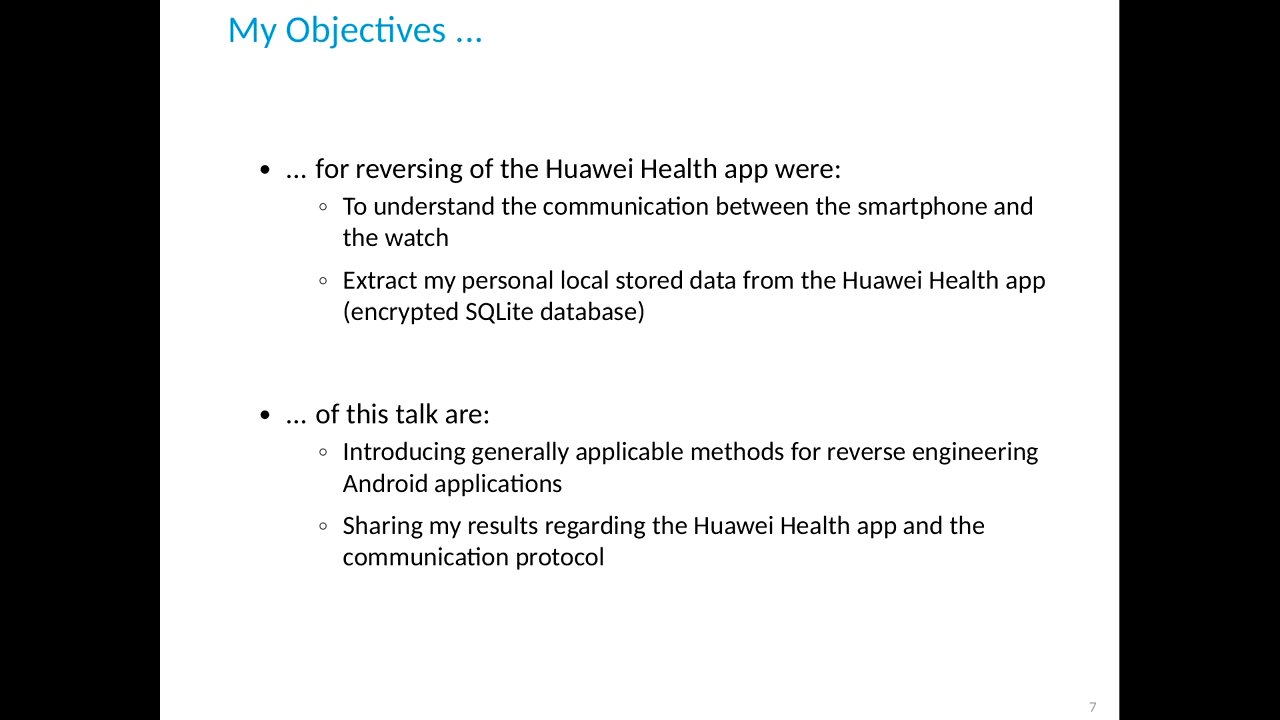 My Objectives ...
• ... for reversing of the Huawei Health app were:
◦ To understand the communication between the smartphone and
the watch
◦ Extract my personal local stored data from the Huawei Health app
(encrypted SQLite database)
• ... of this talk are:
◦ Introducing generally applicable methods for reverse engineering
Android applications
◦ Sharing my results regarding the Huawei Health app and the
communication protocol
7